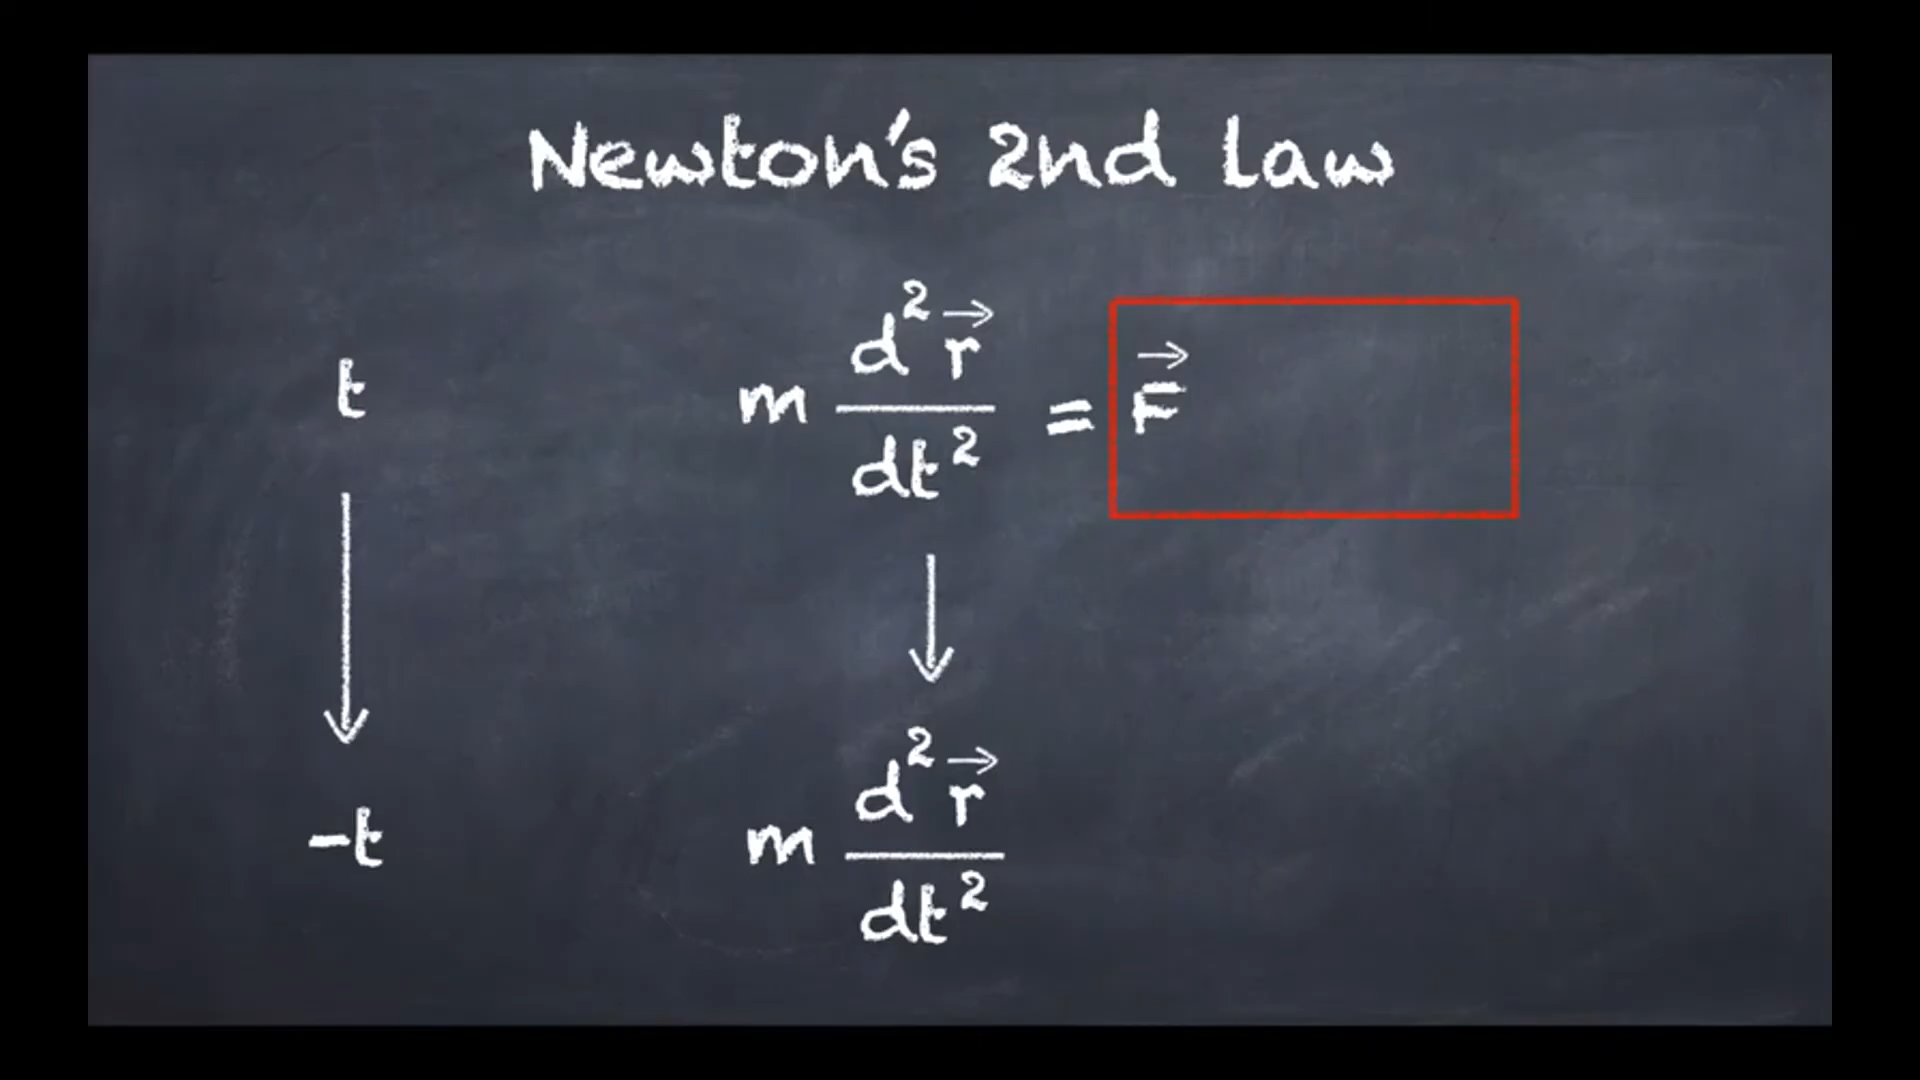 Newton's 2nd law
t
m d²r⃗/dt² = F⃗
-t
m d²r⃗/dt²